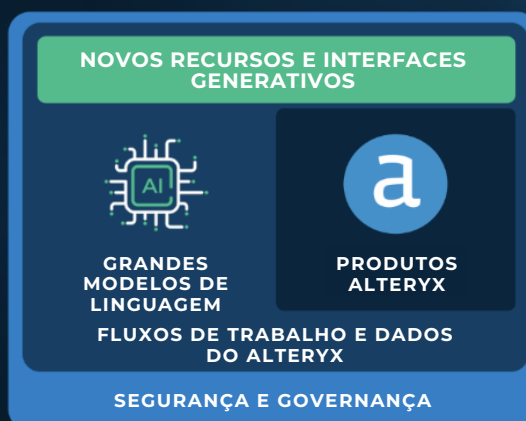 NOVOS RECURSOS E INTERFACES
GENERATIVOS
AI
a
GRANDES
MODELOS DE
LINGUAGEM
PRODUTOS
ALTERYX
FLUXOS DE TRABALHO E DADOS
DO ALTERYX
SEGURANÇA E GOVERNANÇA